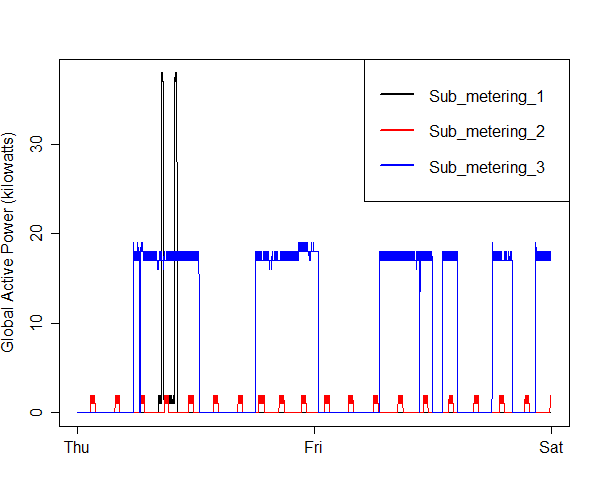 Sub_metering_1
Sub_metering_2
Sub_metering_3
Global Active Power (kilowatts)
30
20
10
0
Thu Fri Sat